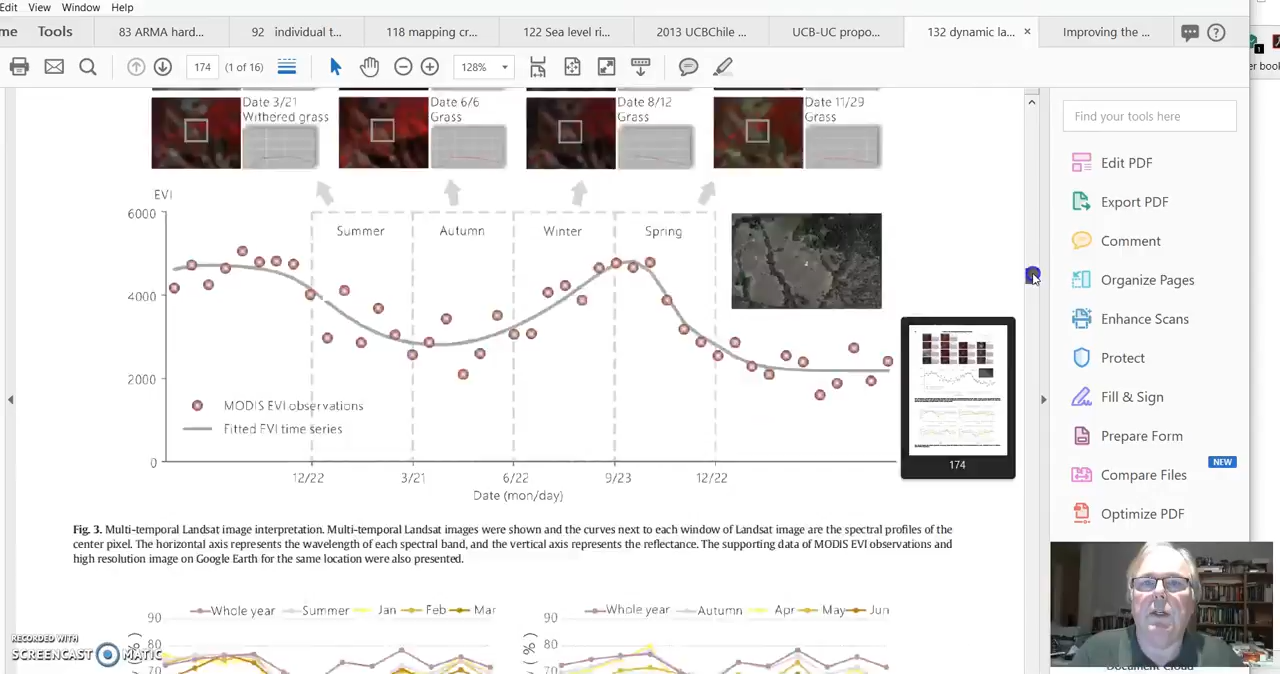 Edit View Window Help
me Tools 83 ARMA hard... 92 individual t... 118 mapping cr... 122 Sea level ri... 2013 UCBChile ... UC-UC propo... 132 dynamic la... × Improving the ...
174 (1 of 16) 128%
er book
Date 3/21
Withered grass
Date 6/6
Grass
Date 8/12
Grass
Date 11/29
Grass
Find your tools here
Edit PDF
Export PDF
Comment
Organize Pages
Enhance Scans
Protect
Fill & Sign
Prepare Form
Compare Files NEW
Optimize PDF
EVI
6000
4000
2000
0
Summer Autumn Winter Spring
MODIS EVI observations
Fitted EVI time series
12/22 3/21 6/22 9/23 12/22
Date (mon/day)
174
Fig. 3. Multi-temporal Landsat image interpretation. Multi-temporal Landsat images were shown and the curves next to each window of Landsat image are the spectral profiles of the
center pixel. The horizontal axis represents the wavelength of each spectral band, and the vertical axis represents the reflectance. The supporting data of MODIS EVI observations and
high resolution image on Google Earth for the same location were also presented.
Whole year Summer Jan Feb Mar
90
80
70
Whole year Autumn Apr May Jun
90
80
70
RECORDED WITH
SCREENCAST MATIC
Document Cloud